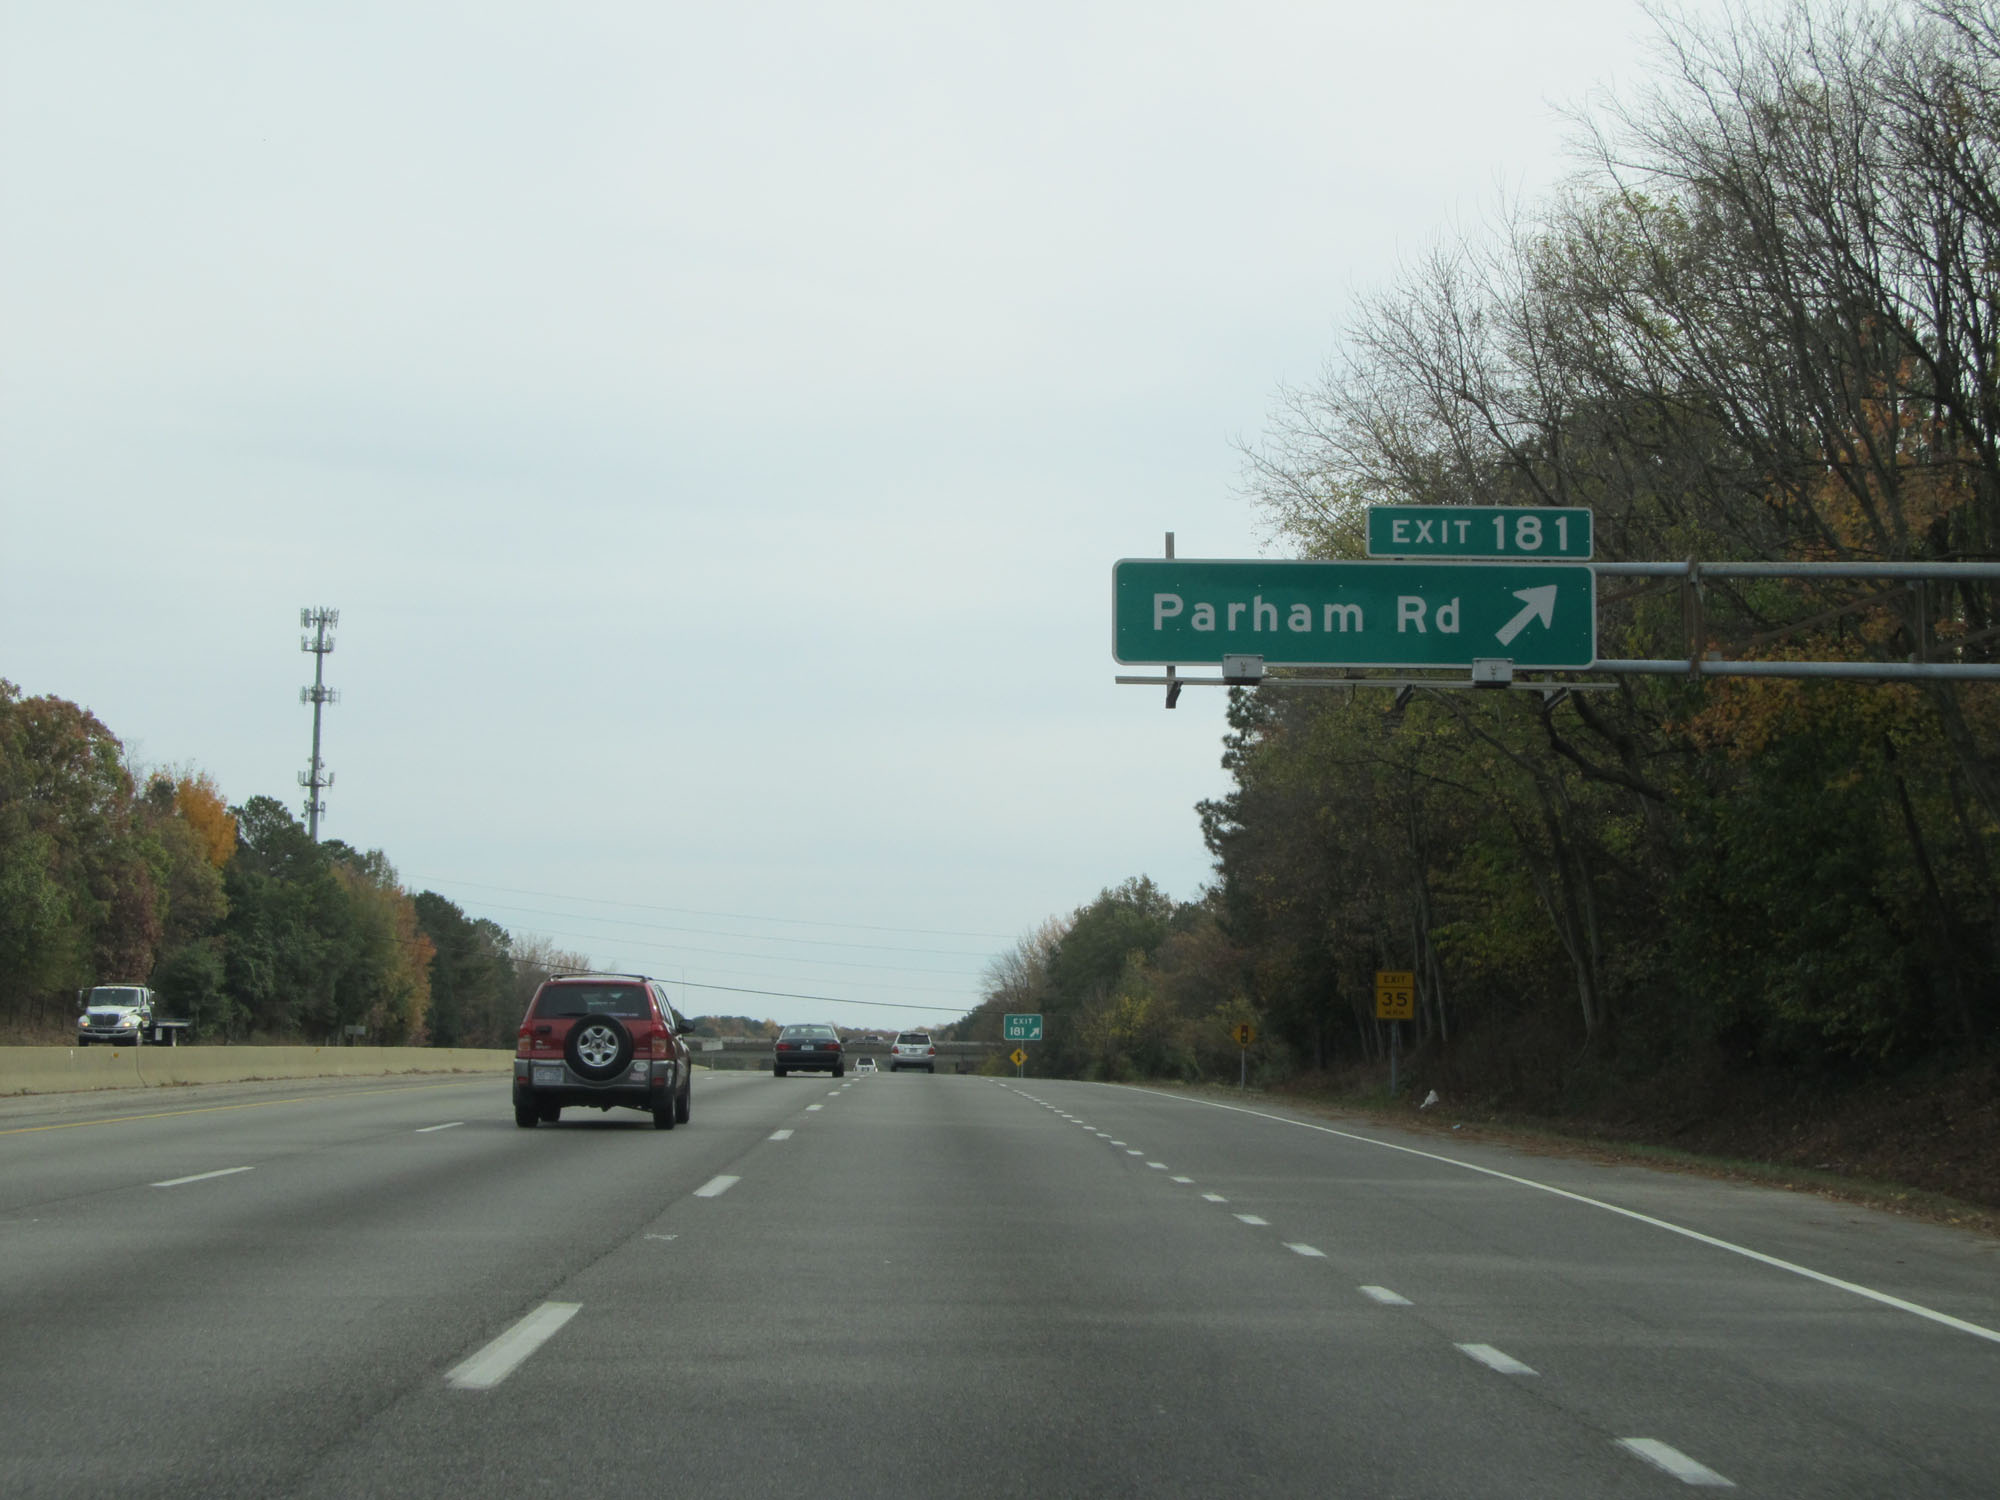 EXIT 181
Parham Rd
EXIT
35
M.P.H.
EXIT
181